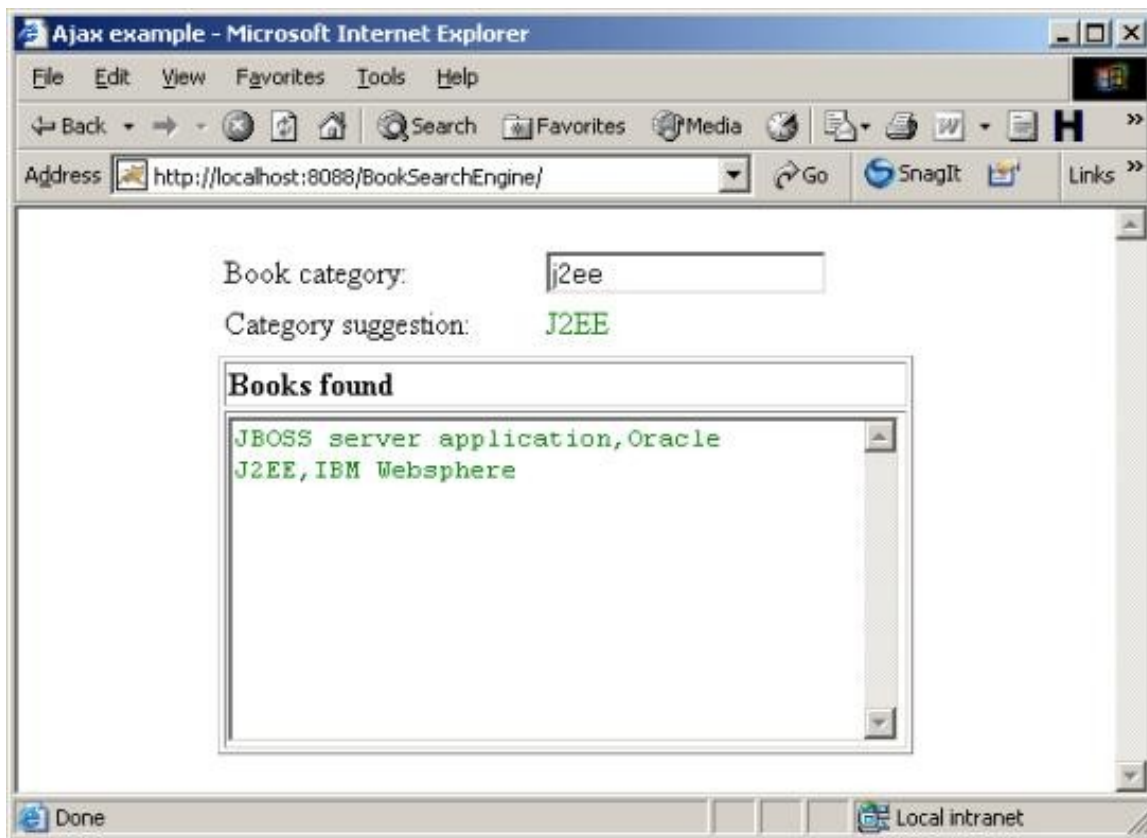 Ajax example - Microsoft Internet Explorer
File Edit View Favorites Tools Help
Back Search Favorites Media W H »
Address http://localhost:8088/BookSearchEngine/ Go SnagIt Links »
Book category: j2ee
Category suggestion: J2EE
Books found
JBOSS server application,Oracle
J2EE,IBM Websphere
Done Local intranet